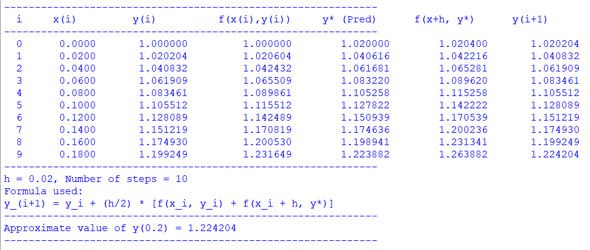 ------------------------------------------------------------------
i x(i) y(i) f(x(i),y(i)) y* (Pred) f(x+h, y*) y(i+1)
------------------------------------------------------------------
0 0.0000 1.000000 1.000000 1.020000 1.020400 1.020204
1 0.0200 1.020204 1.020604 1.040616 1.042216 1.040832
2 0.0400 1.040832 1.042432 1.061681 1.065281 1.061909
3 0.0600 1.061909 1.065509 1.083220 1.089620 1.083461
4 0.0800 1.083461 1.089861 1.105258 1.115258 1.105512
5 0.1000 1.105512 1.115512 1.127822 1.142222 1.128089
6 0.1200 1.128089 1.142489 1.150939 1.170539 1.151219
7 0.1400 1.151219 1.170819 1.174636 1.200236 1.174930
8 0.1600 1.174930 1.200530 1.198941 1.231341 1.199249
9 0.1800 1.199249 1.231649 1.223882 1.263882 1.224204
------------------------------------------------------------------
h = 0.02, Number of steps = 10
Formula used:
y_(i+1) = y_i + (h/2) * [f(x_i, y_i) + f(x_i + h, y*)]
------------------------------------------------------------------
Approximate value of y(0.2) = 1.224204
------------------------------------------------------------------